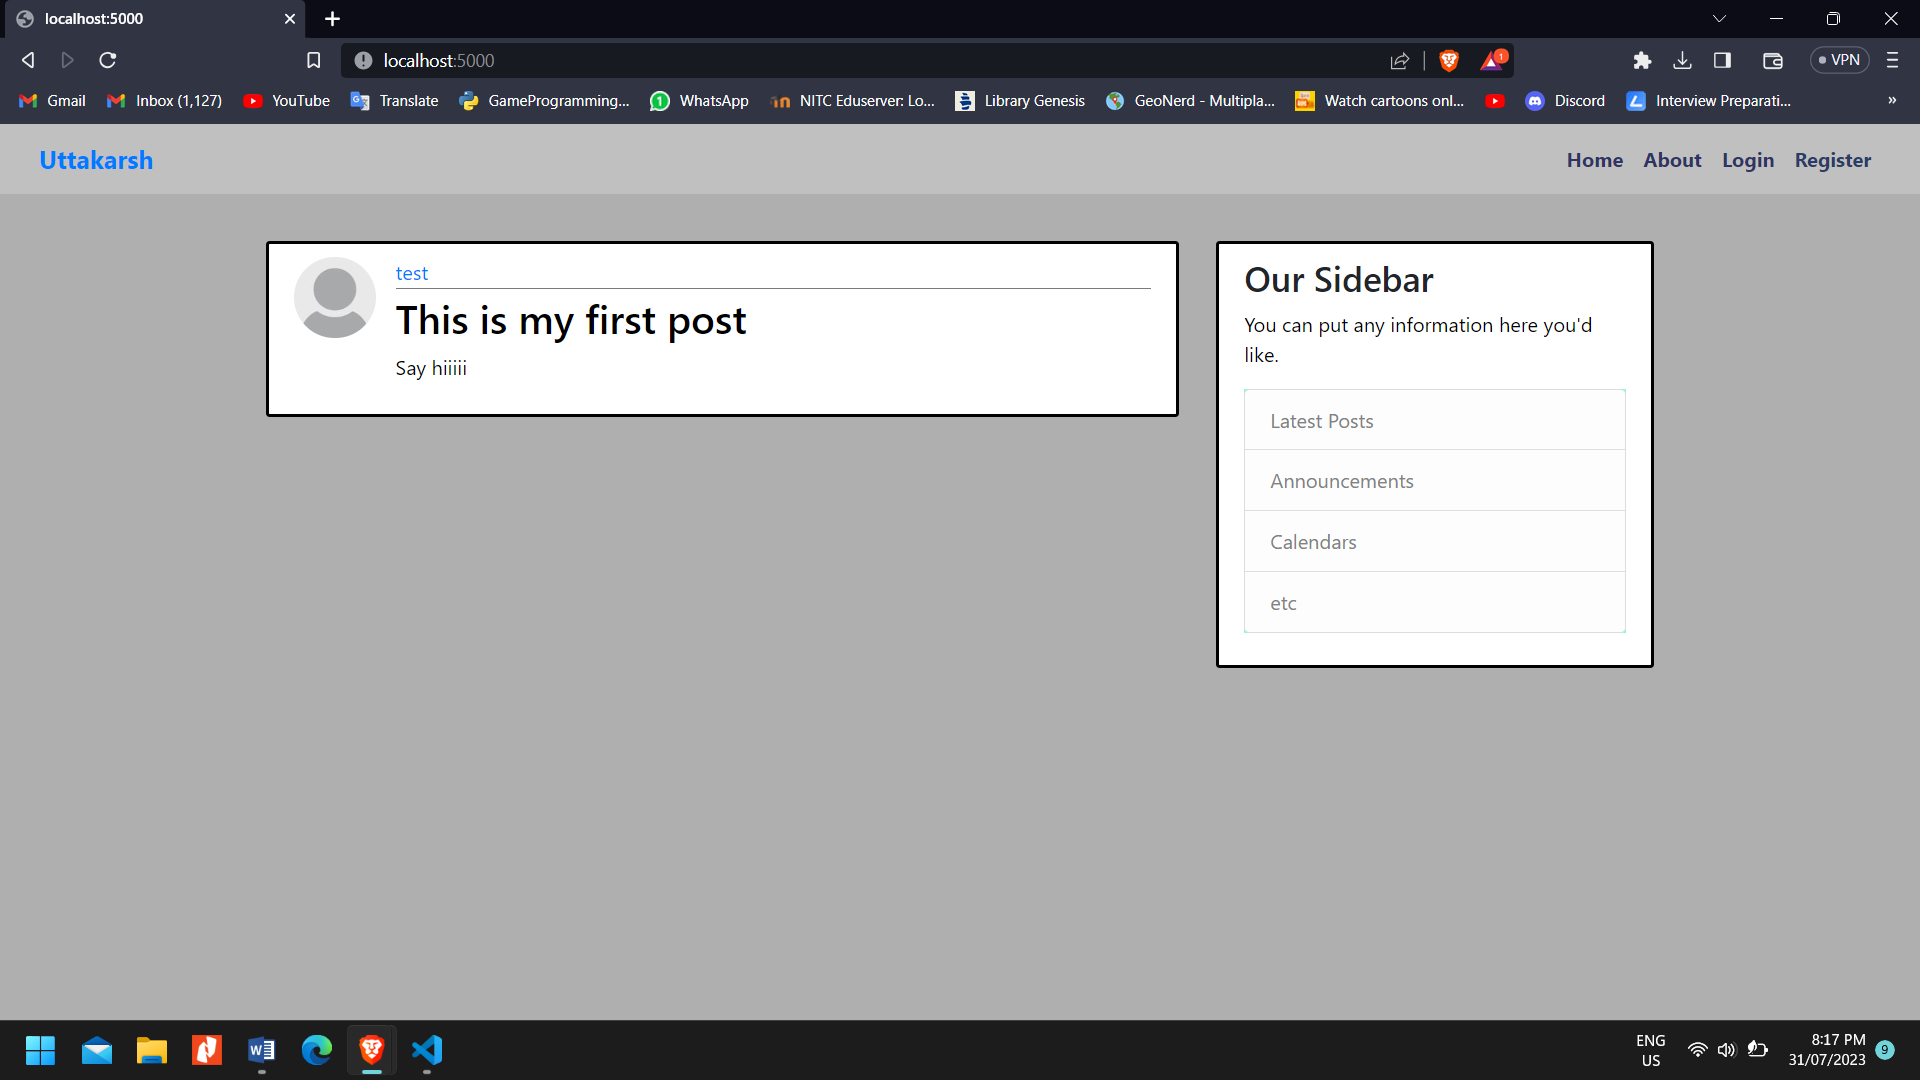 localhost:5000
localhost:5000
1
VPN
Gmail
Inbox (1,127)
YouTube
Translate
GameProgramming...
1
WhatsApp
NITC Eduserver: Lo...
Library Genesis
GeoNerd - Multipla...
Watch cartoons onl...
Discord
Interview Preparati...
»
Uttakarsh
Home
About
Login
Register
test
This is my first post
Say hiiiii
Our Sidebar
You can put any information here you'd
like.
Latest Posts
Announcements
Calendars
etc
ENG
US
8:17 PM
31/07/2023
9